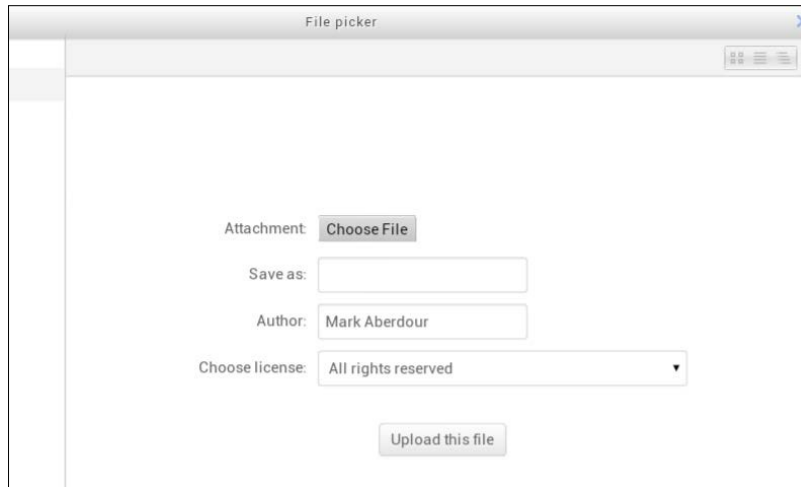 File picker
Attachment: Choose File
Save as:
Author: Mark Aberdour
Choose license: All rights reserved
Upload this file